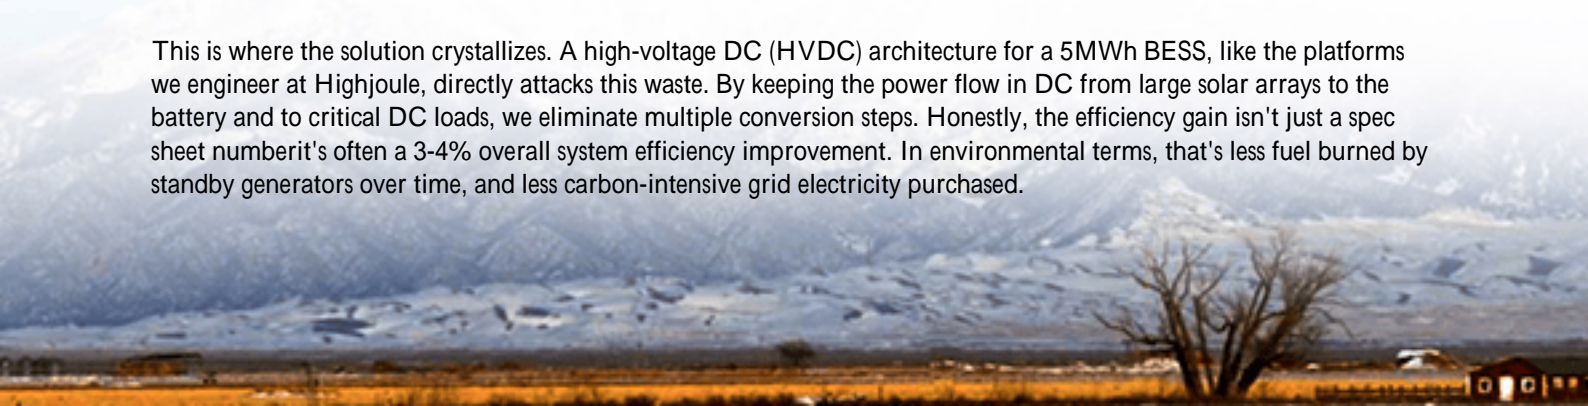 This is where the solution crystallizes. A high-voltage DC (HVDC) architecture for a 5MWh BESS, like the platforms
we engineer at Highjoule, directly attacks this waste. By keeping the power flow in DC from large solar arrays to the
battery and to critical DC loads, we eliminate multiple conversion steps. Honestly, the efficiency gain isn't just a spec
sheet numberit's often a 3-4% overall system efficiency improvement. In environmental terms, that's less fuel burned by
standby generators over time, and less carbon-intensive grid electricity purchased.